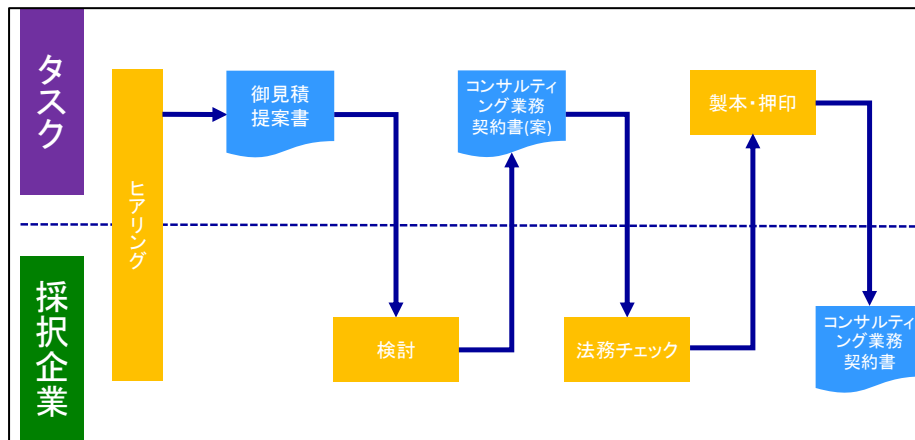 タスク
ヒアリング
御見積
提案書
コンサルティ
ング業務
契約書(案)
製本・押印
採択企業
検討
法務チェック
コンサルティ
ング業務
契約書